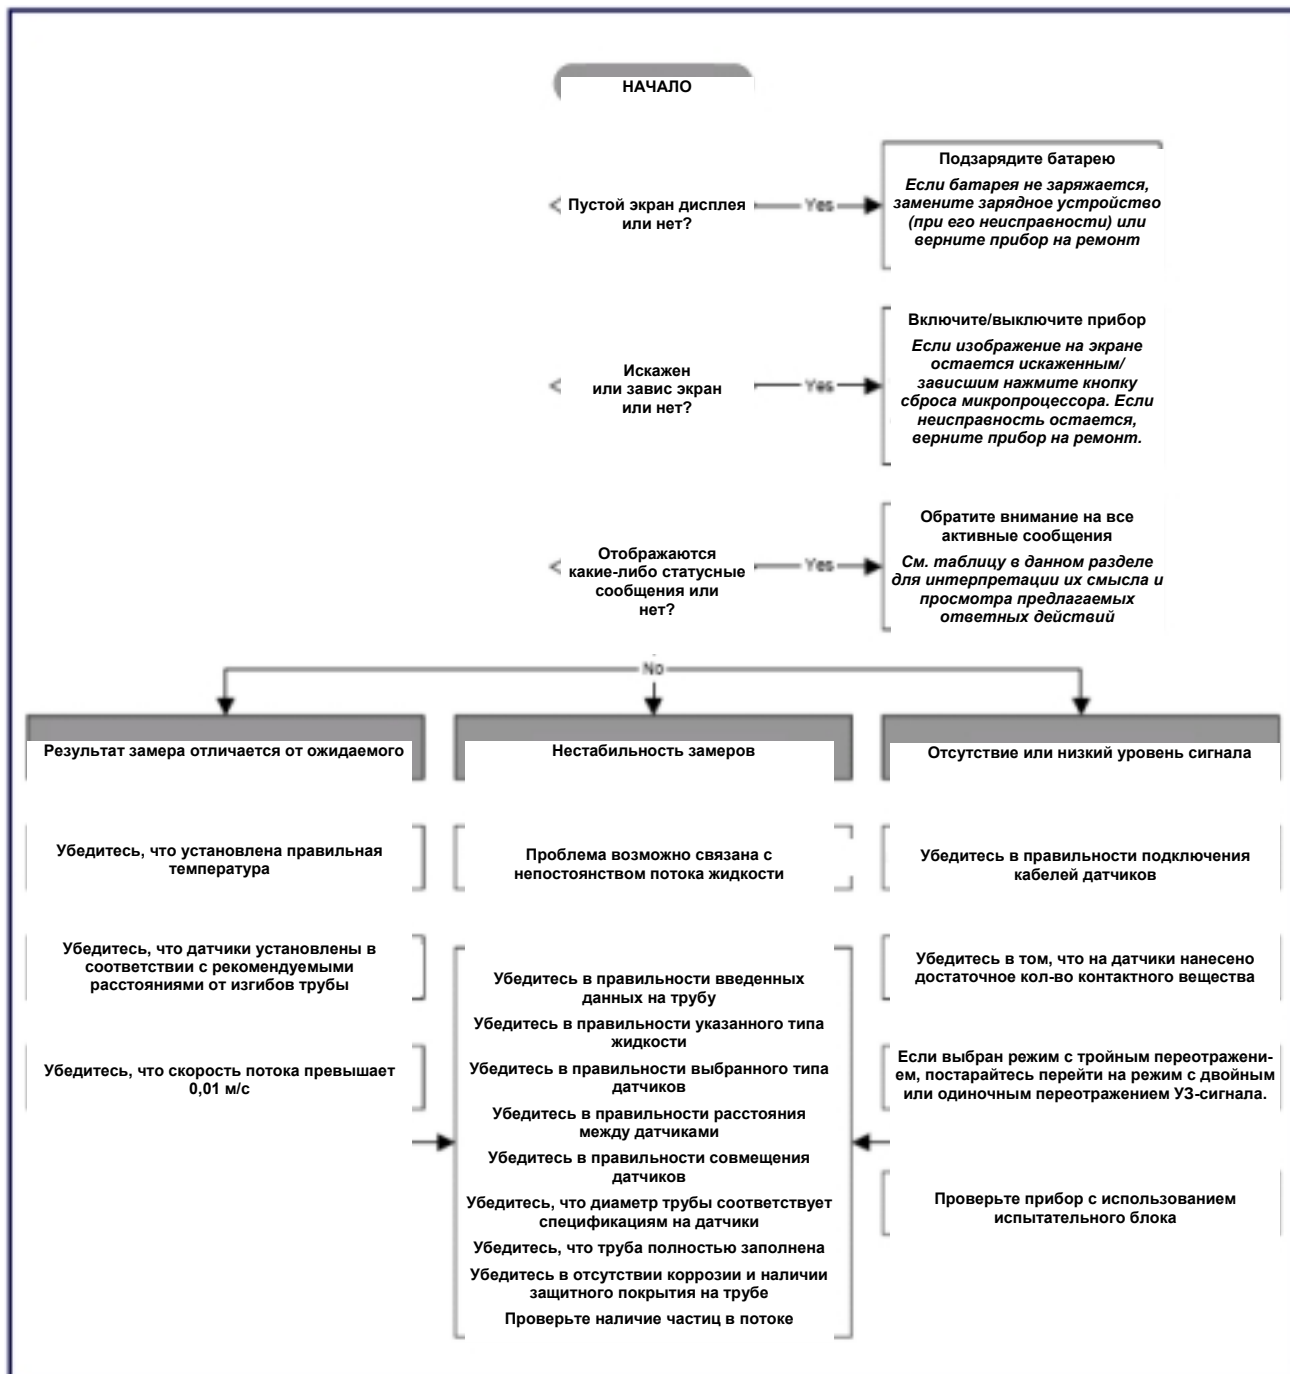 НАЧАЛО
Подзарядите батарею
Если батарея не заряжается,
замените зарядное устройство
(при его неисправности) или
верните прибор на ремонт
Пустой экран дисплея
или нет?
Yes
Включите/выключите прибор
Если изображение на экране
остается искаженным/
зависшим нажмите кнопку
сброса микропроцессора. Если
неисправность остается,
верните прибор на ремонт.
Искажен
или завис экран
или нет?
Yes
Обратите внимание на все
активные сообщения
См. таблицу в данном разделе
для интерпретации их смысла и
просмотра предлагаемых
ответных действий
Отображаются
какие-либо статусные
сообщения или
нет?
Yes
No
Результат замера отличается от ожидаемого
Нестабильность замеров
Отсутствие или низкий уровень сигнала
Убедитесь, что установлена правильная
температура
Убедитесь, что датчики установлены в
соответствии с рекомендуемыми
расстояниями от изгибов трубы
Убедитесь, что скорость потока превышает
0,01 м/с
Проблема возможно связана с
непостоянством потока жидкости
Убедитесь в правильности введенных
данных на трубу
Убедитесь в правильности указанного типа
жидкости
Убедитесь в правильности выбранного типа
датчиков
Убедитесь в правильности расстояния
между датчиками
Убедитесь в правильности совмещения
датчиков
Убедитесь, что диаметр трубы соответствует
спецификациям на датчики
Убедитесь, что труба полностью заполнена
Убедитесь в отсутствии коррозии и наличии
защитного покрытия на трубе
Проверьте наличие частиц в потоке
Убедитесь в правильности подключения
кабелей датчиков
Убедитесь в том, что на датчики нанесено
достаточное кол-во контактного вещества
Если выбран режим с тройным переотражени-
ем, постарайтесь перейти на режим с двойным
или одиночным переотражением УЗ-сигнала.
Проверьте прибор с использованием
испытательного блока